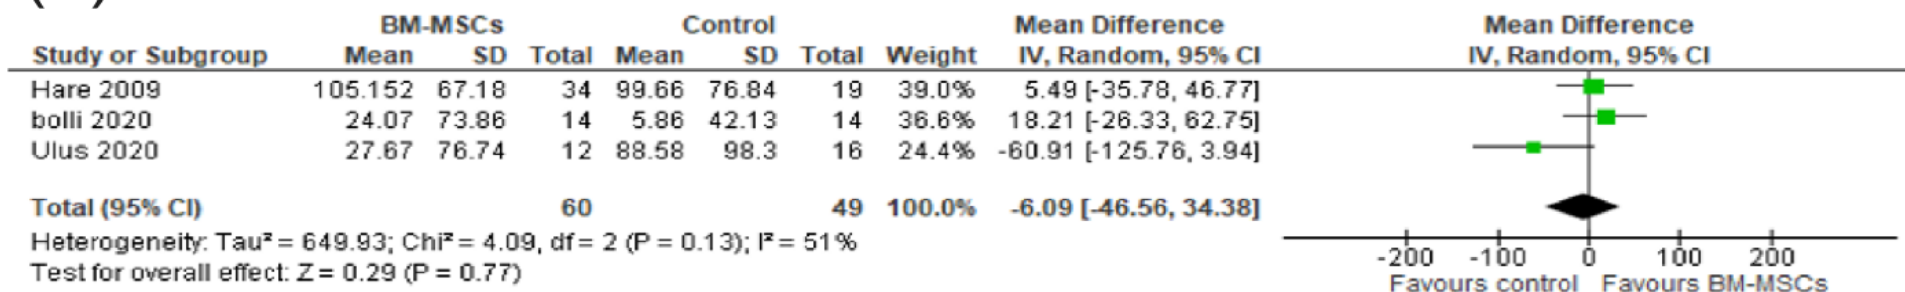 BM-MSCs Control Mean Difference Mean Difference
Study or Subgroup Mean SD Total Mean SD Total Weight IV, Random, 95% CI IV, Random, 95% CI
Hare 2009 105.152 67.18 34 99.66 76.84 19 39.0% 5.49 [-35.78, 46.77]
bolli 2020 24.07 73.86 14 5.86 42.13 14 36.6% 18.21 [-26.33, 62.75]
Ulus 2020 27.67 76.74 12 88.58 98.3 16 24.4% -60.91 [-125.76, 3.94]
Total (95% CI) 60 49 100.0% -6.09 [-46.56, 34.38]
Heterogeneity: Tau² = 649.93; Chi² = 4.09, df = 2 (P = 0.13); I² = 51%
Test for overall effect: Z = 0.29 (P = 0.77)
-200 -100 0 100 200
Favours control Favours BM-MSCs